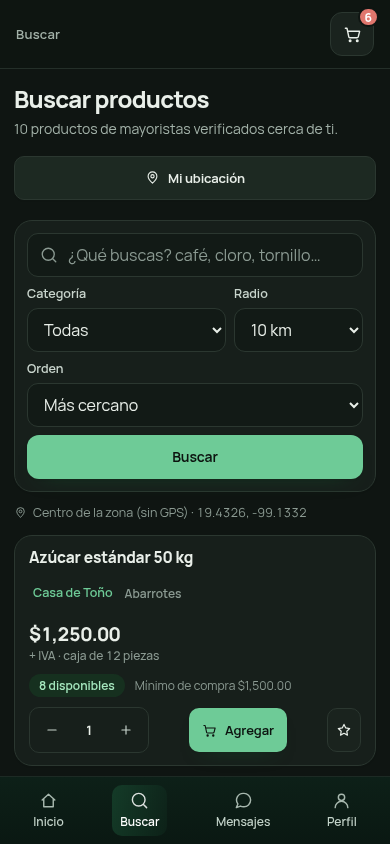 Buscar
6
Buscar productos
10 productos de mayoristas verificados cerca de ti.
Mi ubicación
¿Qué buscas? café, cloro, tornillo…
Categoría Radio
Todas 10 km
Orden
Más cercano
Buscar
Centro de la zona (sin GPS) · 19.4326, -99.1332
Azúcar estándar 50 kg
Casa de Toño Abarrotes
$1,250.00
+ IVA · caja de 12 piezas
8 disponibles Mínimo de compra $1,500.00
− 1 + Agregar
Inicio Buscar Mensajes Perfil